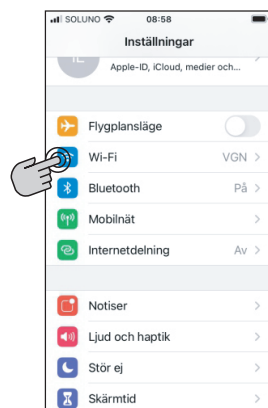 SOLUNO 08:58
Inställningar
Apple-ID, iCloud, medier och...
Flygplansläge
Wi-Fi VGN
Bluetooth På
Mobilnät
Internetdelning Av
Notiser
Ljud och haptik
Stör ej
Skärmtid